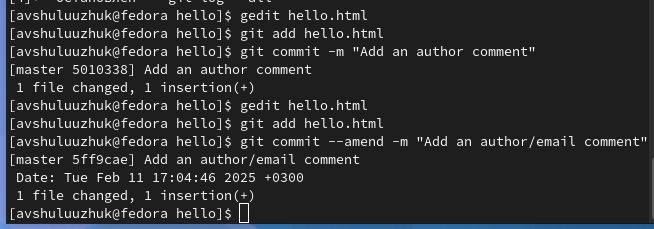 [avshuluuzhuk@fedora hello]$ gedit hello.html
[avshuluuzhuk@fedora hello]$ git add hello.html
[avshuluuzhuk@fedora hello]$ git commit -m "Add an author comment"
[master 5010338] Add an author comment
 1 file changed, 1 insertion(+)
[avshuluuzhuk@fedora hello]$ gedit hello.html
[avshuluuzhuk@fedora hello]$ git add hello.html
[avshuluuzhuk@fedora hello]$ git commit --amend -m "Add an author/email comment"
[master 5ff9cae] Add an author/email comment
 Date: Tue Feb 11 17:04:46 2025 +0300
 1 file changed, 1 insertion(+)
[avshuluuzhuk@fedora hello]$